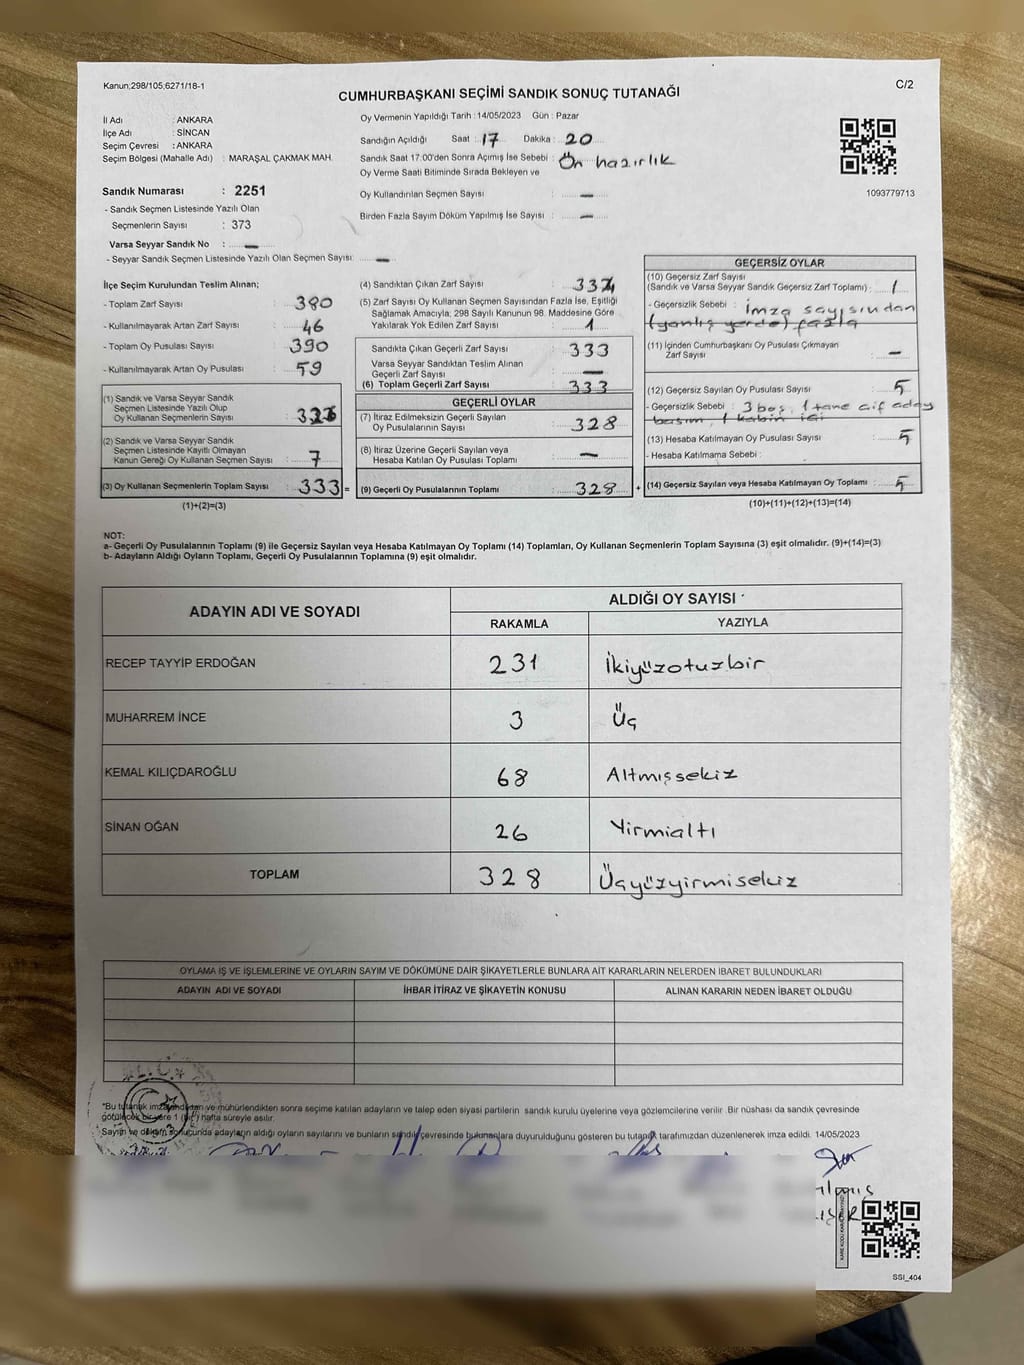 Kanun;298/105,6271/18-1
C/2
CUMHURBAŞKANI SEÇİMİ SANDIK SONUÇ TUTANAĞI
İl Adı : ANKARA
İlçe Adı : SİNCAN
Seçim Çevresi : ANKARA
Seçim Bölgesi (Mahalle Adı) : MARAŞAL ÇAKMAK MAH.
Sandık Numarası : 2251
- Sandık Seçmen Listesinde Yazılı Olan
Seçmenlerin Sayısı : 373
Varsa Seyyar Sandık No : —
- Seyyar Sandık Seçmen Listesinde Yazılı Olan Seçmen Sayısı: —
Oy Vermenin Yapıldığı Tarih : 14/05/2023 Gün : Pazar
Sandığın Açıldığı Saat : 17 Dakika : 20
Sandık Saat 17:00'den Sonra Açımış İse Sebebi : Ön hazırlık
Oy Verme Saati Bitiminde Sırada Bekleyen ve
Oy Kullandırılan Seçmen Sayısı : —
Birden Fazla Sayım Döküm Yapılmış İse Sayısı : —
1093779713
İlçe Seçim Kurulundan Teslim Alınan;
- Toplam Zarf Sayısı : 380
- Kullanılmayarak Artan Zarf Sayısı : 46
- Toplam Oy Pusulası Sayısı : 390
- Kullanılmayarak Artan Oy Pusulası : 59
(1) Sandık ve Varsa Seyyar Sandık
Seçmen Listesinde Yazılı Olup
Oy Kullanan Seçmenlerin Sayısı : 326
(2) Sandık ve Varsa Seyyar Sandık
Seçmen Listesinde Kayıtlı Olmayan
Kanun Gereği Oy Kullanan Seçmen Sayısı : 7
(3) Oy Kullanan Seçmenlerin Toplam Sayısı : 333 =
(1)+(2)=(3)
(4) Sandıktan Çıkan Zarf Sayısı : 334
(5) Zarf Sayısı Oy Kullanan Seçmen Sayısından Fazla İse, Eşitliği
Sağlamak Amacıyla; 298 Sayılı Kanunun 98. Maddesine Göre
Yakılarak Yok Edilen Zarf Sayısı : 1
Sandıkta Çıkan Geçerli Zarf Sayısı : 333
Varsa Seyyar Sandıktan Teslim Alınan
Geçerli Zarf Sayısı : —
(6) Toplam Geçerli Zarf Sayısı : 333
GEÇERLİ OYLAR
(7) İtiraz Edilmeksizin Geçerli Sayılan
Oy Pusulalarının Sayısı : 328
(8) İtiraz Üzerine Geçerli Sayılan veya
Hesaba Katılan Oy Pusulası Toplamı : —
(9) Geçerli Oy Pusulalarının Toplamı : 328 +
GEÇERSİZ OYLAR
(10) Geçersiz Zarf Sayısı
(Sandık ve Varsa Seyyar Sandık Geçersiz Zarf Toplamı) : 1
- Geçersizlik Sebebi : İmza sayısından
(yanlış yerde) fazla
(11) İçinden Cumhurbaşkanı Oy Pusulası Çıkmayan
Zarf Sayısı : —
(12) Geçersiz Sayılan Oy Pusulası Sayısı : 5
- Geçersizlik Sebebi : 3 boş, 1 tane çif aday
basım, 1 kabin içi
(13) Hesaba Katılmayan Oy Pusulası Sayısı : 5
- Hesaba Katılmama Sebebi :
(14) Geçersiz Sayılan veya Hesaba Katılmayan Oy Toplamı : 5
(10)+(11)+(12)+(13)=(14)
NOT:
a- Geçerli Oy Pusulalarının Toplamı (9) ile Geçersiz Sayılan veya Hesaba Katılmayan Oy Toplamı (14) Toplamları, Oy Kullanan Seçmenlerin Toplam Sayısına (3) eşit olmalıdır. (9)+(14)=(3)
b- Adayların Aldığı Oyların Toplamı, Geçerli Oy Pusulalarının Toplamına (9) eşit olmalıdır.
ADAYIN ADI VE SOYADI ALDIĞI OY SAYISI
RAKAMLA YAZIYLA
RECEP TAYYİP ERDOĞAN 231 İkiyüzotuzbir
MUHARREM İNCE 3 Üç
KEMAL KILIÇDAROĞLU 68 Altmışsekiz
SİNAN OĞAN 26 Yirmialtı
TOPLAM 328 Üçyüzyirmisekiz
OYLAMA İŞ VE İŞLEMLERİNE VE OYLARIN SAYIM VE DÖKÜMÜNE DAİR ŞİKAYETLERLE BUNLARA AİT KARARLARIN NELERDEN İBARET BULUNDUKLARI
ADAYIN ADI VE SOYADI İHBAR İTİRAZ VE ŞİKAYETİN KONUSU ALINAN KARARIN NEDEN İBARET OLDUĞU
T.C.
*Bu tutanak imzalandıktan ve mühürlendikten sonra seçime katılan adayların ve talep eden siyasi partilerin sandık kurulu üyelerine veya gözlemcilerine verilir .Bir nüshası da sandık çevresinde
götülecek bir yere 1 (bir) hafta süreyle asılır.
Sayım ve döküm sonucunda adayların aldığı oyların sayılarını ve bunların sandık çevresinde bulunanlara duyurulduğunu gösteren bu tutanak tarafımızdan düzenlenerek imza edildi. 14/05/2023
SSI_404